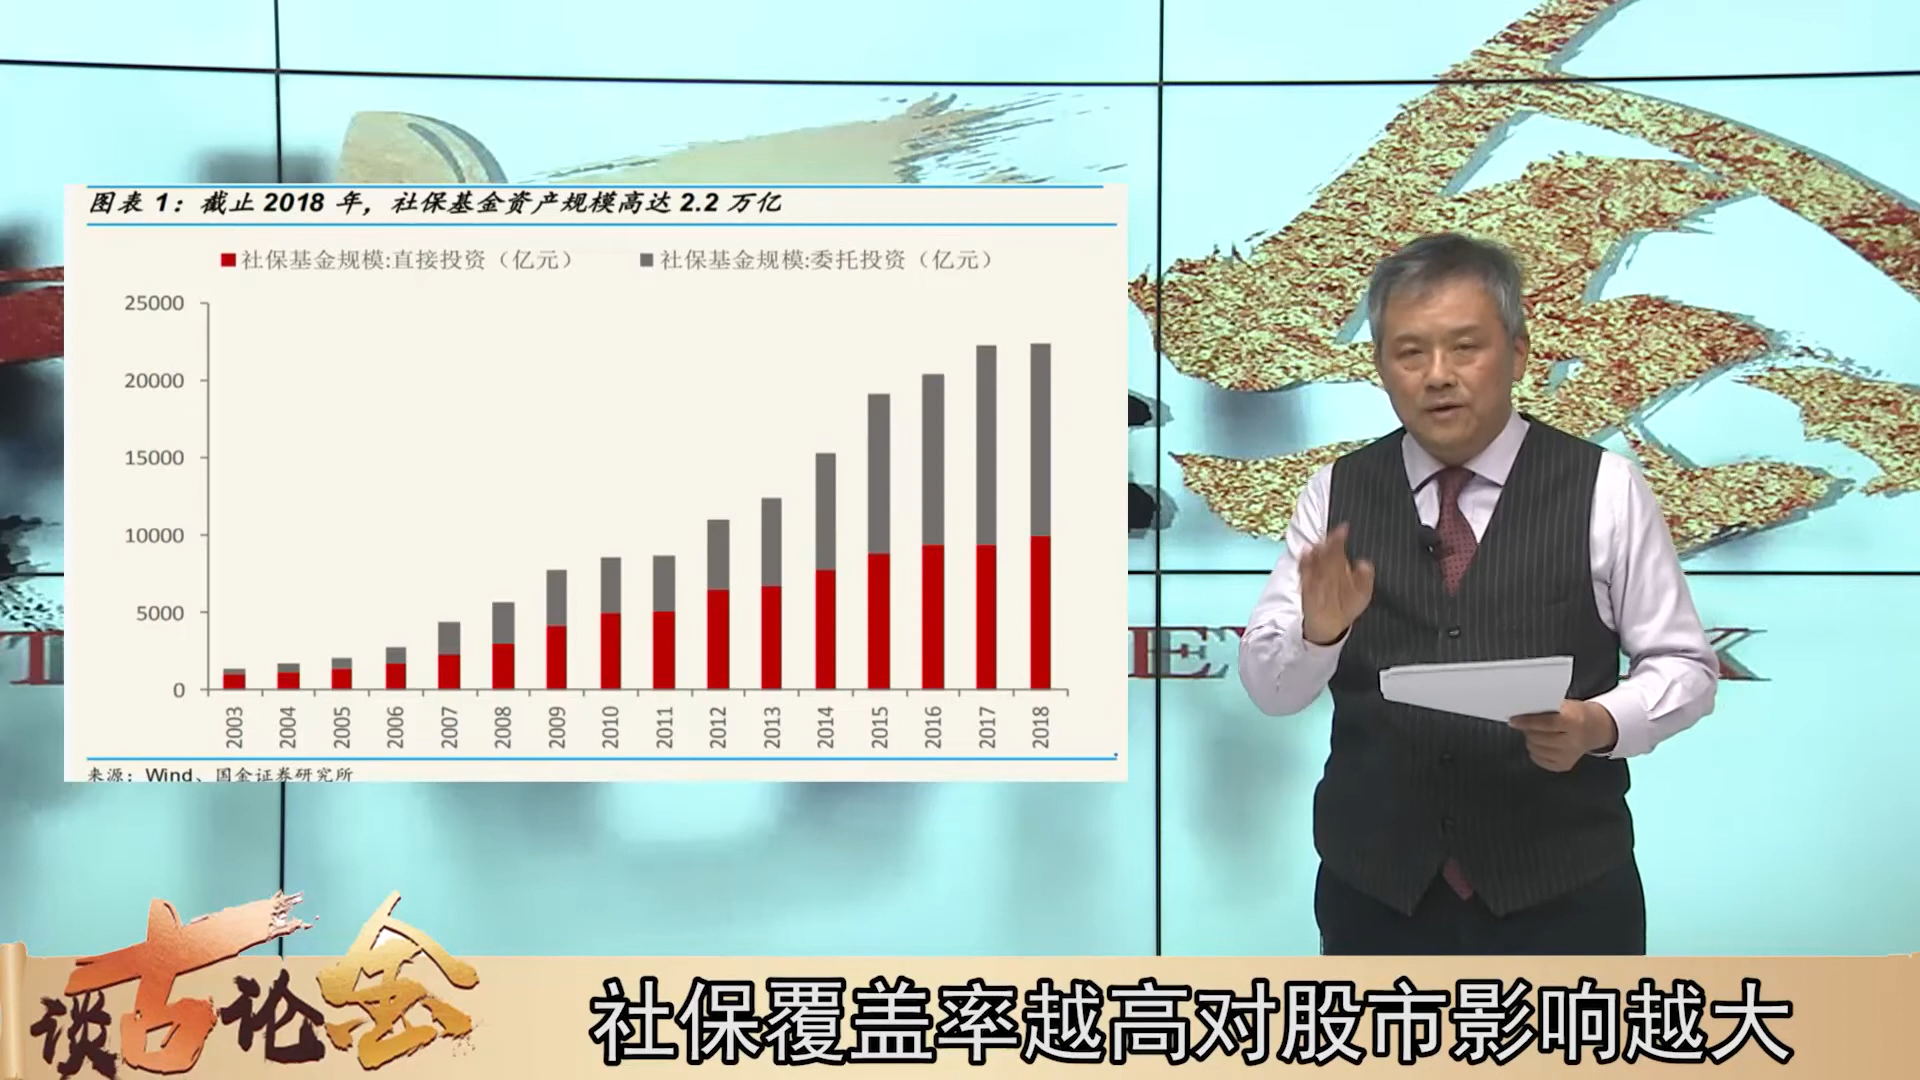 图表 1：截止 2018 年，社保基金资产规模高达 2.2 万亿
社保基金规模:直接投资（亿元） 社保基金规模:委托投资（亿元）
25000
20000
15000
10000
5000
0
2003 2004 2005 2006 2007 2008 2009 2010 2011 2012 2013 2014 2015 2016 2017 2018
来源：Wind、国金证券研究所
谈古论金
社保覆盖率越高对股市影响越大